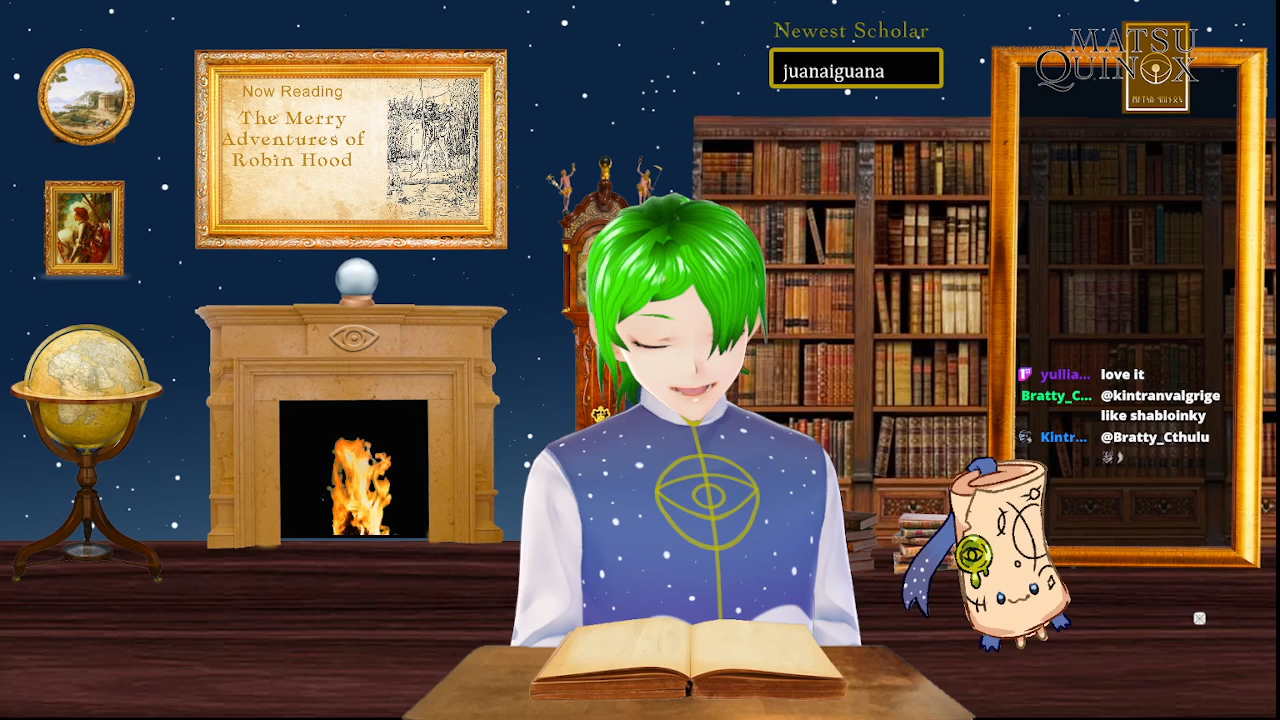 Newest Scholar
juanaiguana
MATSU
QUINOX
Now Reading
The Merry
Adventures of
Robin Hood
yullia... love it
Bratty_C... @kintranvalgrige
like shabloinky
Kintr... @Bratty_Cthulu